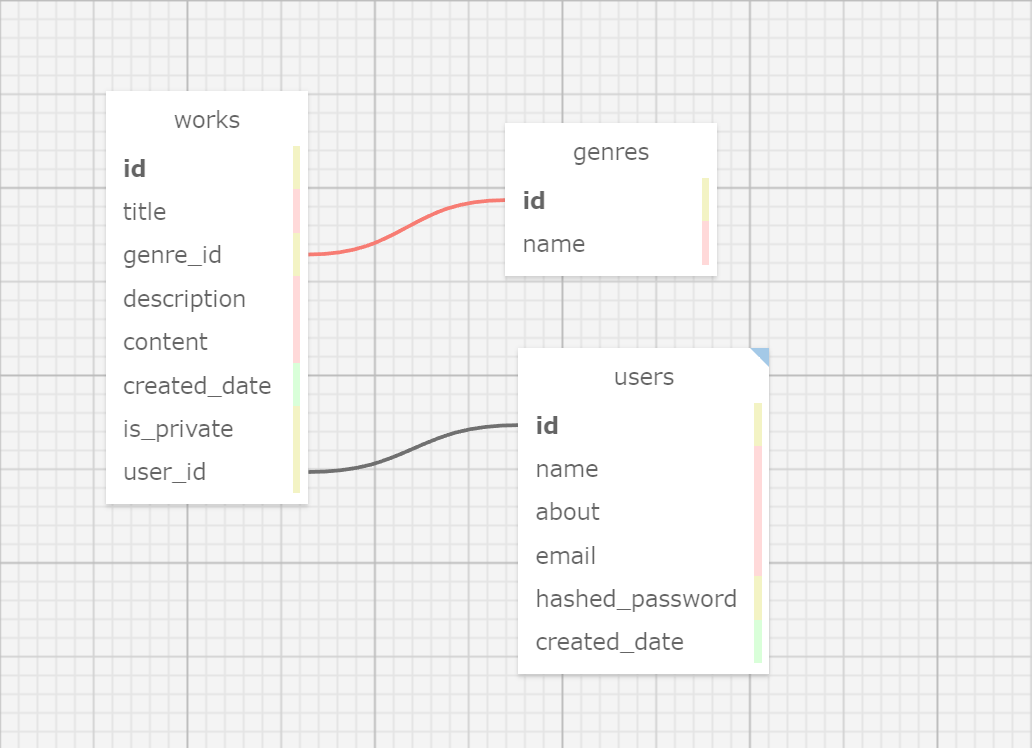 works
id
title
genre_id
description
content
created_date
is_private
user_id
genres
id
name
users
id
name
about
email
hashed_password
created_date